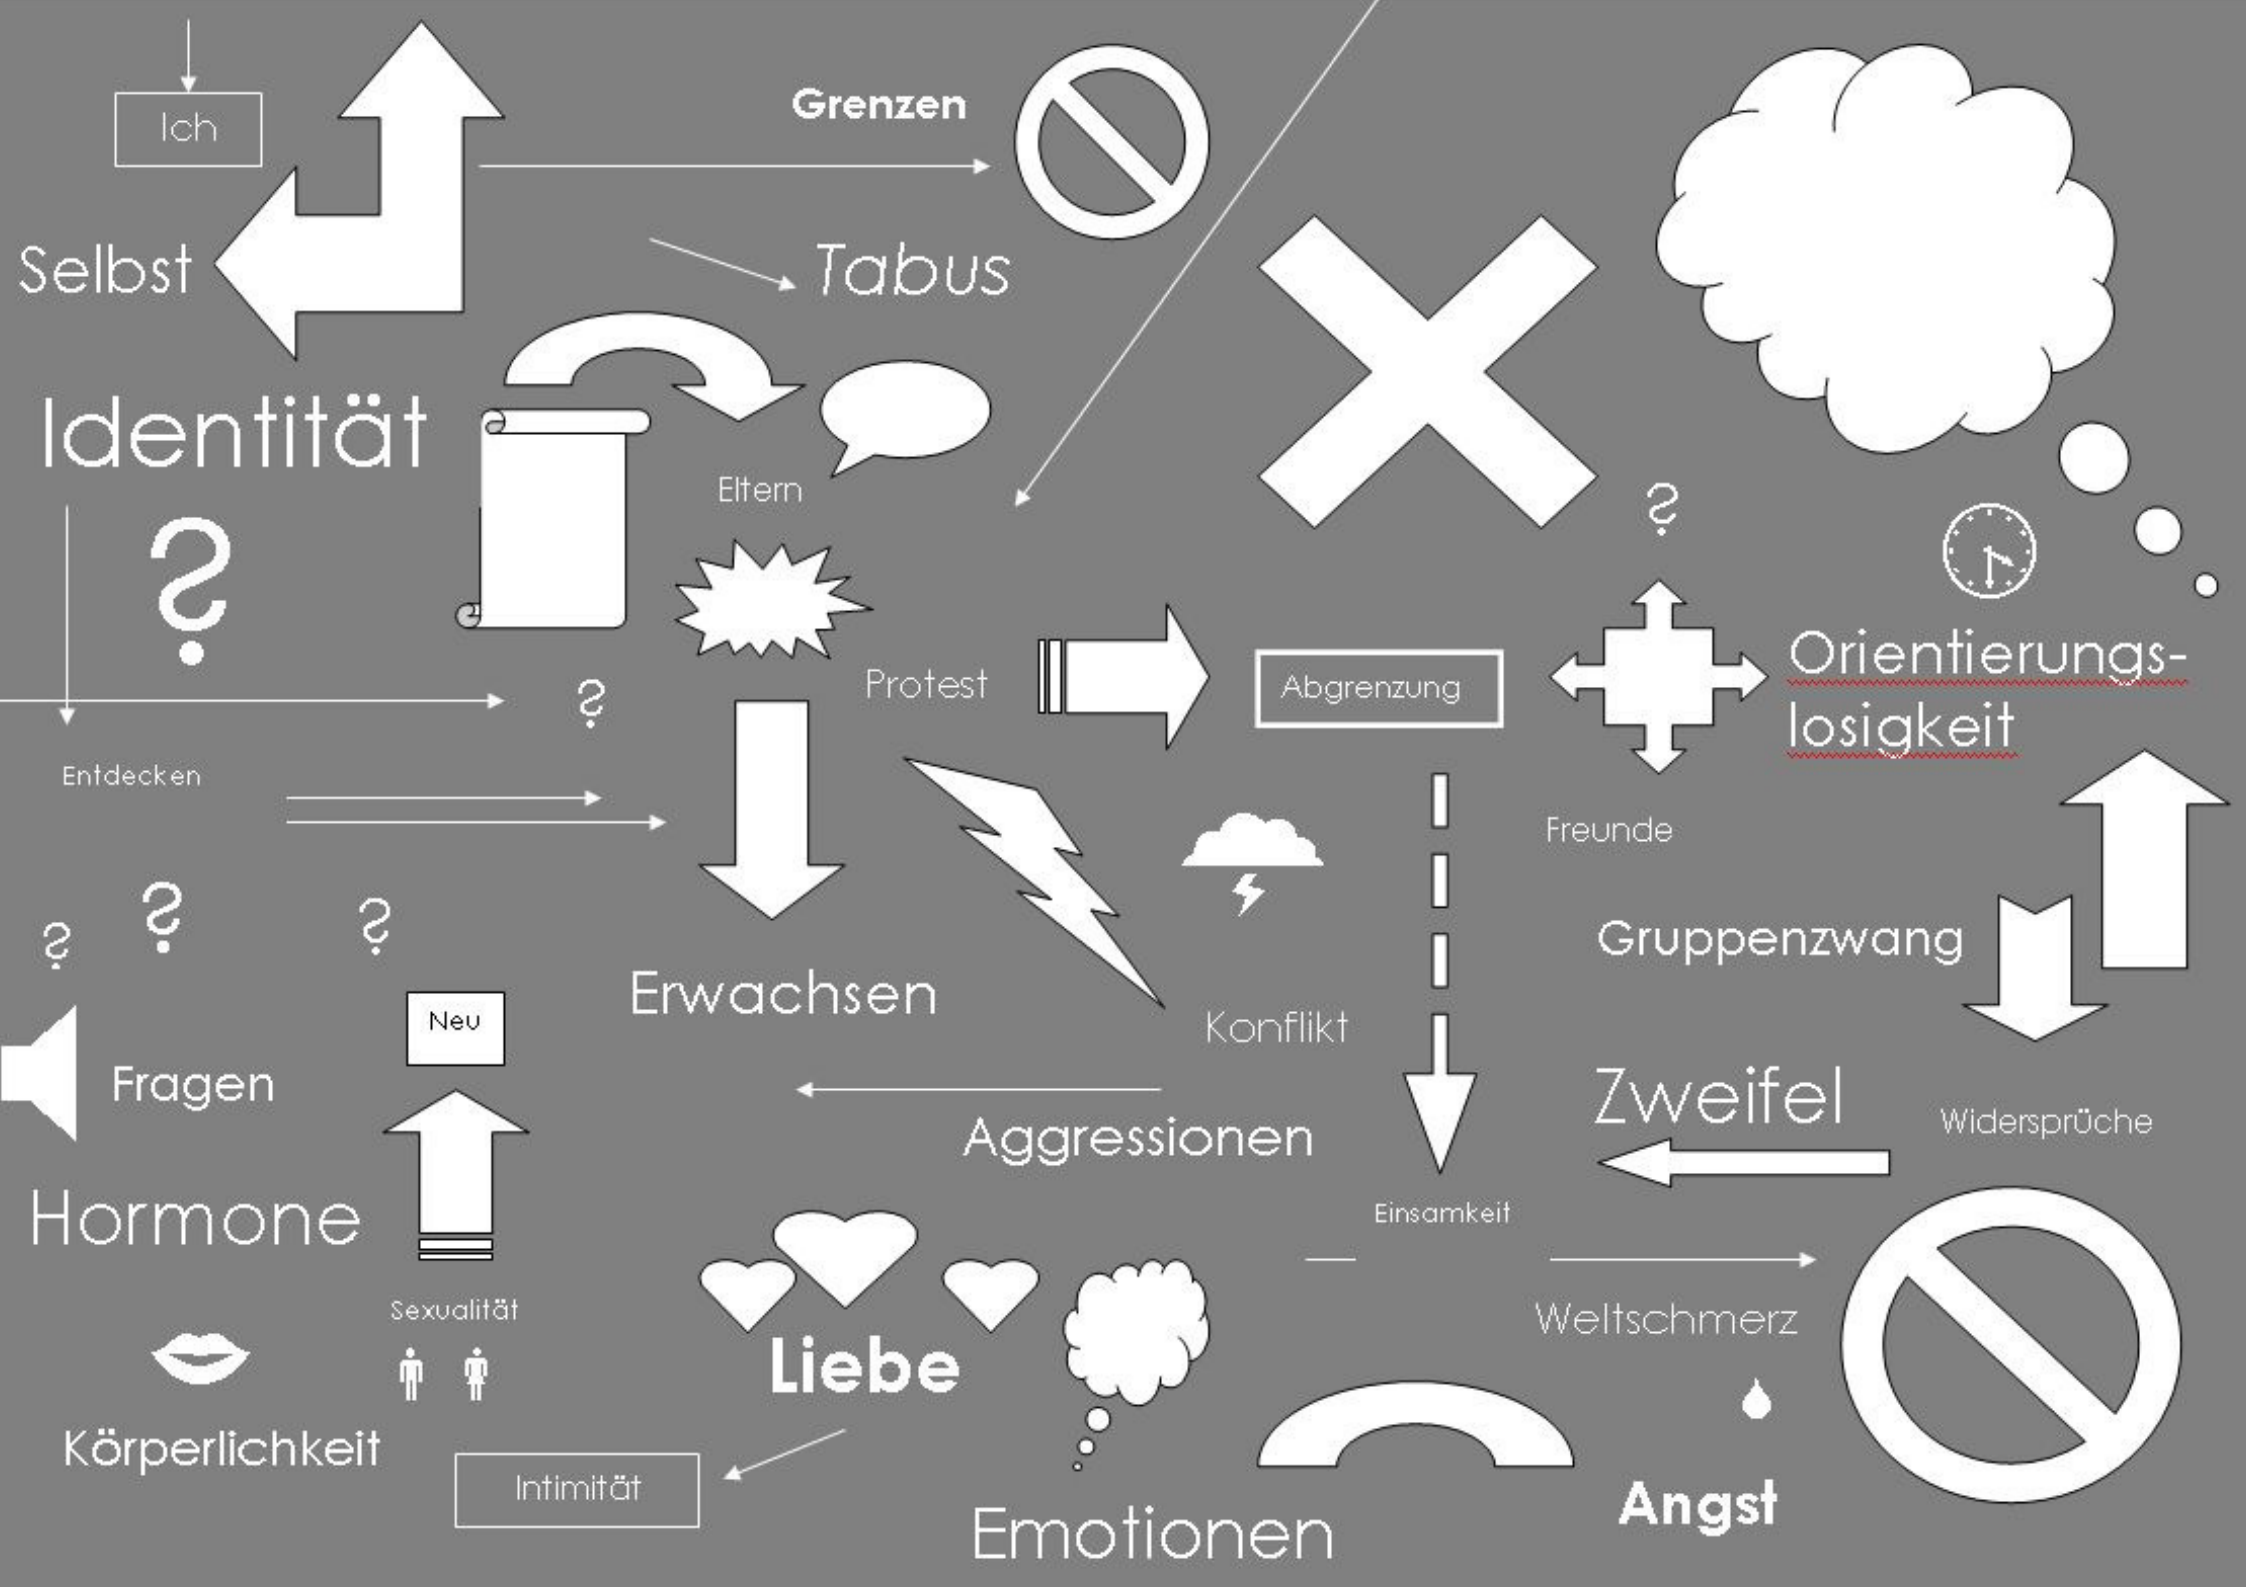 Ich
Grenzen
Selbst
Tabus
Identität
?
Eltern
?
Protest
Abgrenzung
Orientierungs-
losigkeit
?
Entdecken
Freunde
?
?
?
Gruppenzwang
Erwachsen
Neu
Konflikt
Fragen
Zweifel
Widersprüche
Aggressionen
Hormone
Einsamkeit
Sexualität
Weltschmerz
Liebe
Körperlichkeit
Intimität
Angst
Emotionen